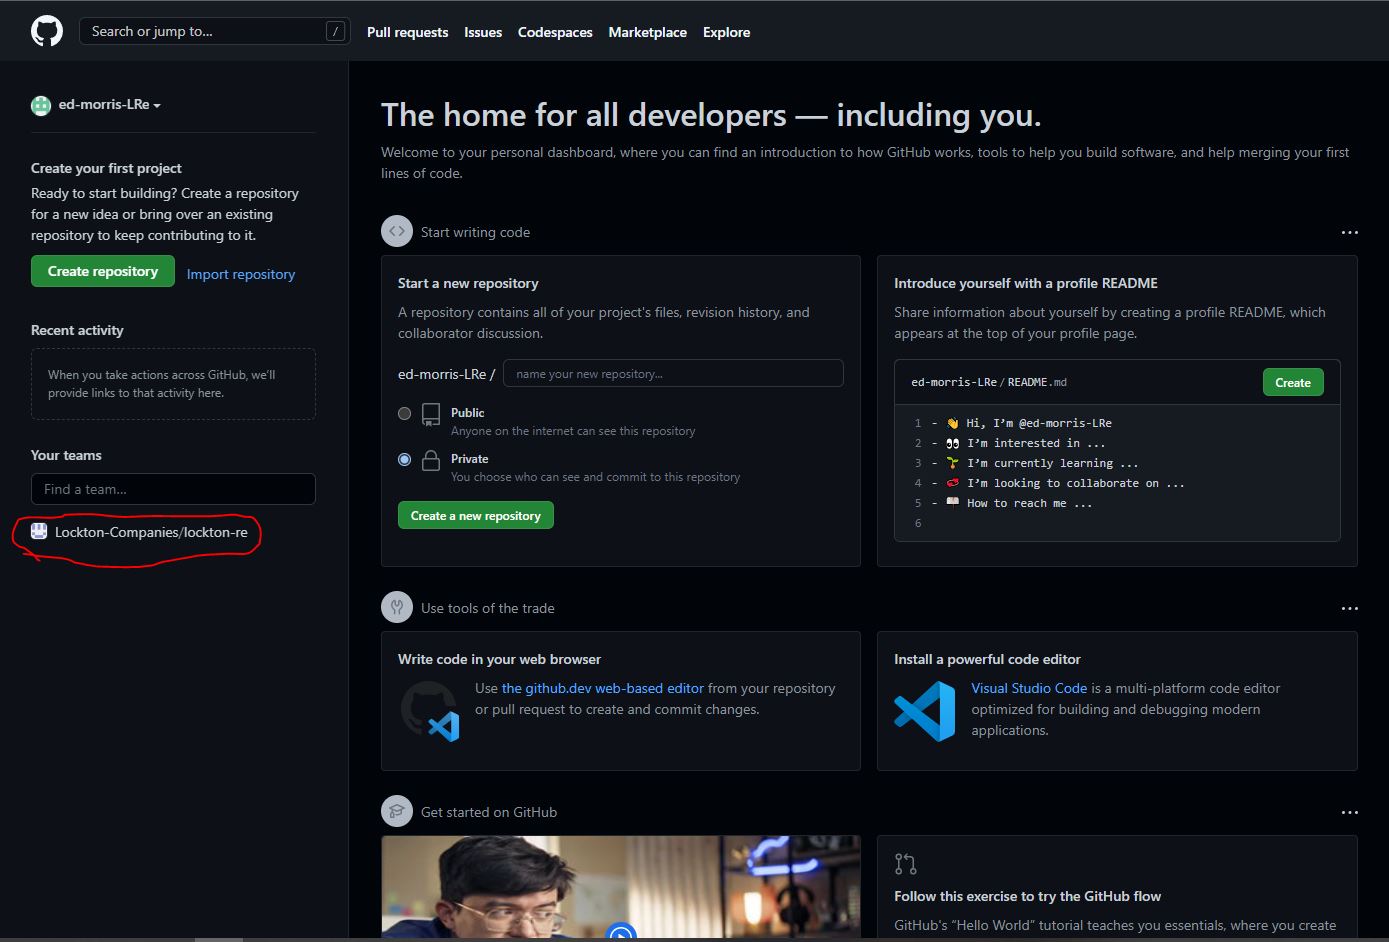 Search or jump to...
/
Pull requests
Issues
Codespaces
Marketplace
Explore
ed-morris-LRe
Create your first project
Ready to start building? Create a repository
for a new idea or bring over an existing
repository to keep contributing to it.
Create repository
Import repository
Recent activity
When you take actions across GitHub, we'll
provide links to that activity here.
Your teams
Find a team...
Lockton-Companies/lockton-re
The home for all developers — including you.
Welcome to your personal dashboard, where you can find an introduction to how GitHub works, tools to help you build software, and help merging your first
lines of code.
Start writing code
Start a new repository
A repository contains all of your project's files, revision history, and
collaborator discussion.
ed-morris-LRe /
name your new repository...
Public
Anyone on the internet can see this repository
Private
You choose who can see and commit to this repository
Create a new repository
Introduce yourself with a profile README
Share information about yourself by creating a profile README, which
appears at the top of your profile page.
ed-morris-LRe / README.md
Create
1 - 👋 Hi, I'm @ed-morris-LRe
2 - 👀 I'm interested in ...
3 - 🌱 I'm currently learning ...
4 - 💞️ I'm looking to collaborate on ...
5 - 📫 How to reach me ...
6
Use tools of the trade
Write code in your web browser
Use the github.dev web-based editor from your repository
or pull request to create and commit changes.
Install a powerful code editor
Visual Studio Code is a multi-platform code editor
optimized for building and debugging modern
applications.
Get started on GitHub
Follow this exercise to try the GitHub flow
GitHub's “Hello World” tutorial teaches you essentials, where you create